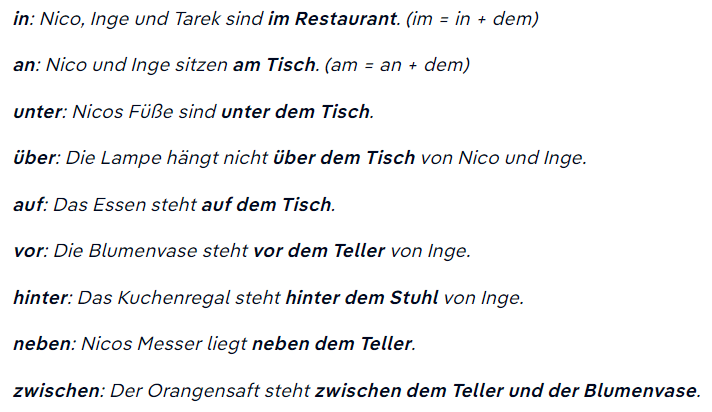 in: Nico, Inge und Tarek sind im Restaurant. (im = in + dem)
an: Nico und Inge sitzen am Tisch. (am = an + dem)
unter: Nicos Füße sind unter dem Tisch.
über: Die Lampe hängt nicht über dem Tisch von Nico und Inge.
auf: Das Essen steht auf dem Tisch.
vor: Die Blumenvase steht vor dem Teller von Inge.
hinter: Das Kuchenregal steht hinter dem Stuhl von Inge.
neben: Nicos Messer liegt neben dem Teller.
zwischen: Der Orangensaft steht zwischen dem Teller und der Blumenvase.